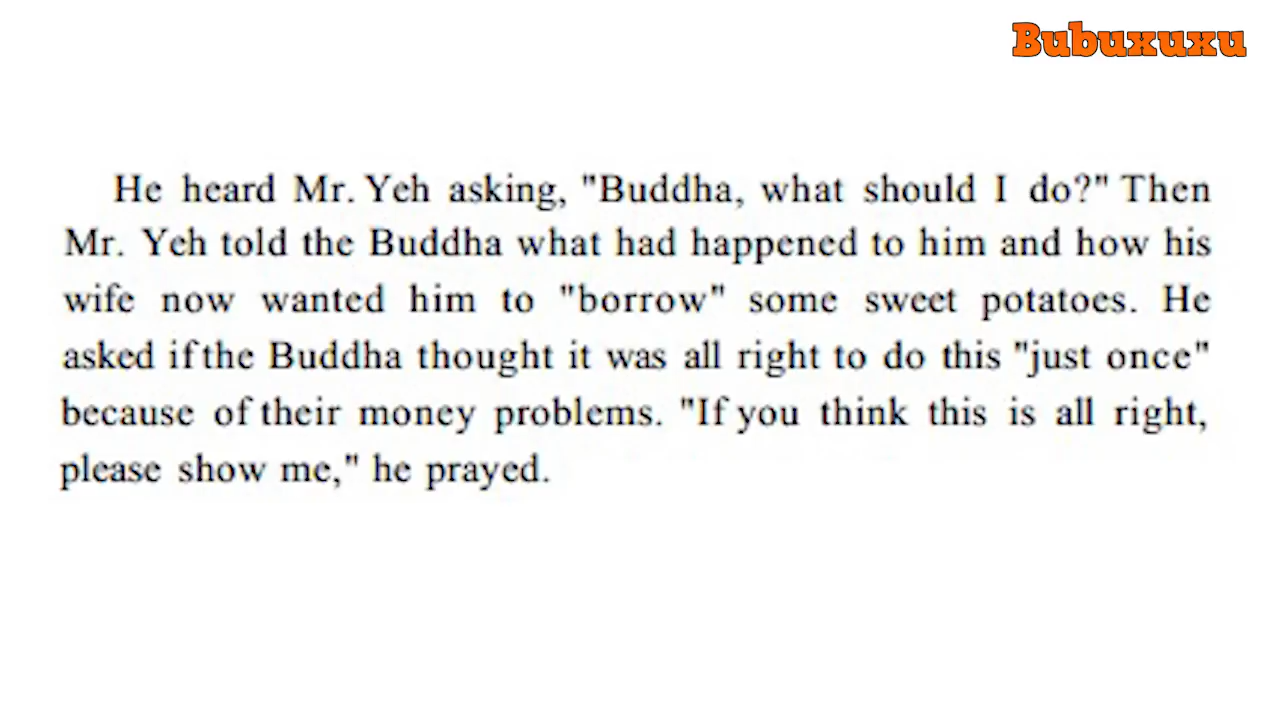 Bubuxuxu
He heard Mr. Yeh asking, "Buddha, what should I do?" Then
Mr. Yeh told the Buddha what had happened to him and how his
wife now wanted him to "borrow" some sweet potatoes. He
asked if the Buddha thought it was all right to do this "just once"
because of their money problems. "If you think this is all right,
please show me," he prayed.